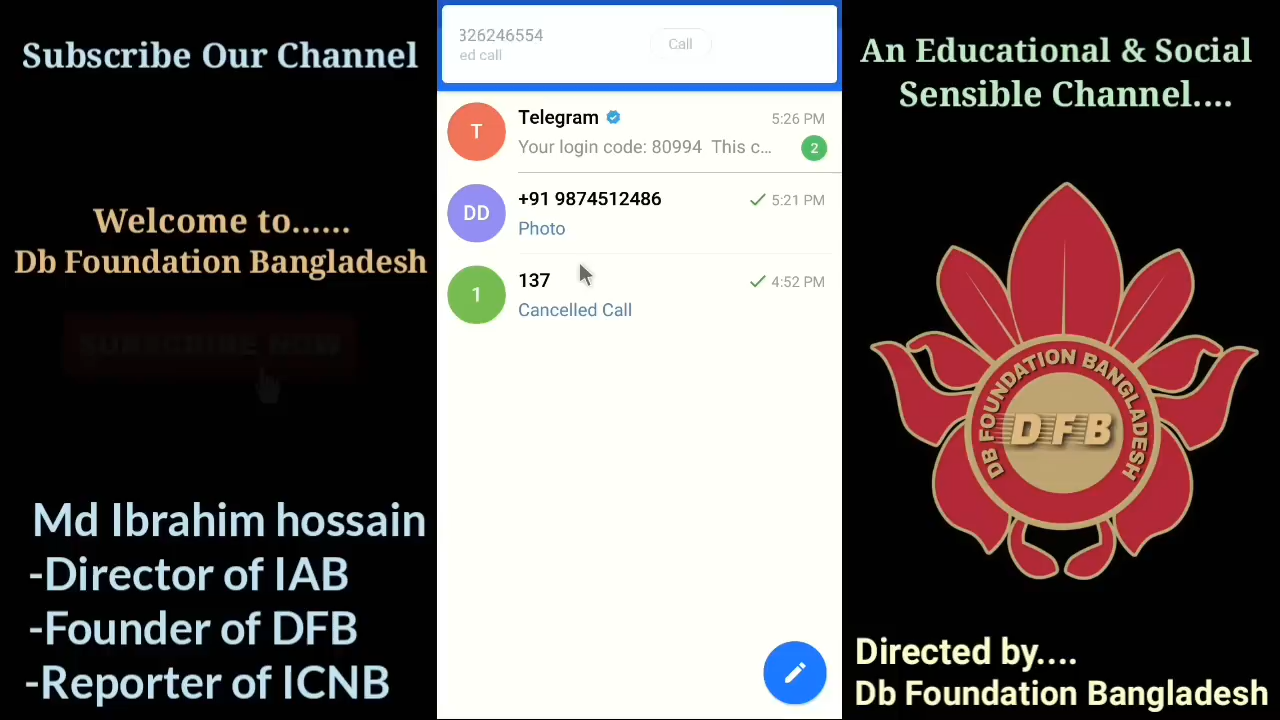 Subscribe Our Channel
Welcome to......
Db Foundation Bangladesh
Md Ibrahim hossain
-Director of IAB
-Founder of DFB
-Reporter of ICNB
326246554
ed call
Call
T
Telegram
5:26 PM
Your login code: 80994 This c...
2
DD
+91 9874512486
5:21 PM
Photo
1
137
4:52 PM
Cancelled Call
An Educational & Social
Sensible Channel....
DB FOUNDATION BANGLADESH
DFB
Directed by....
Db Foundation Bangladesh